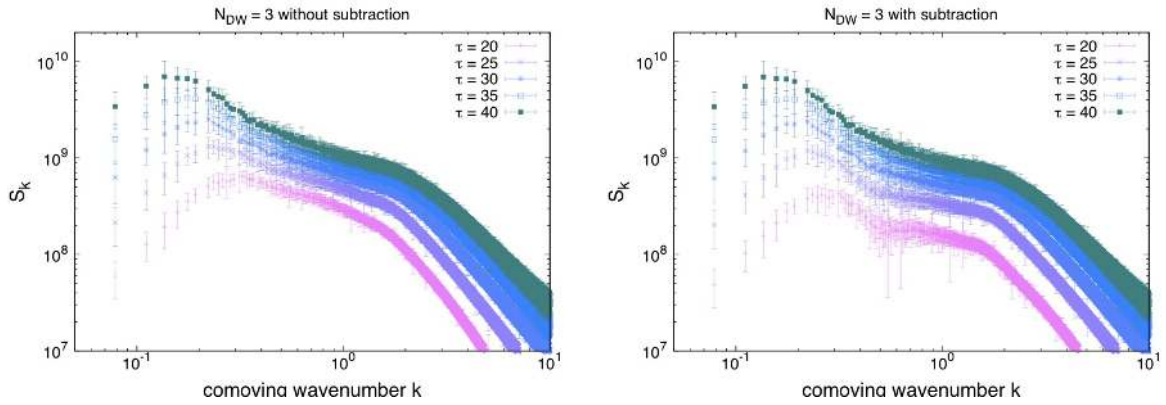 N_DW = 3 without subtraction
S_k
10^10
10^9
10^8
10^7
τ = 20
τ = 25
τ = 30
τ = 35
τ = 40
10^-1
10^0
10^1
comoving wavenumber k
N_DW = 3 with subtraction
S_k
10^10
10^9
10^8
10^7
τ = 20
τ = 25
τ = 30
τ = 35
τ = 40
10^-1
10^0
10^1
comoving wavenumber k